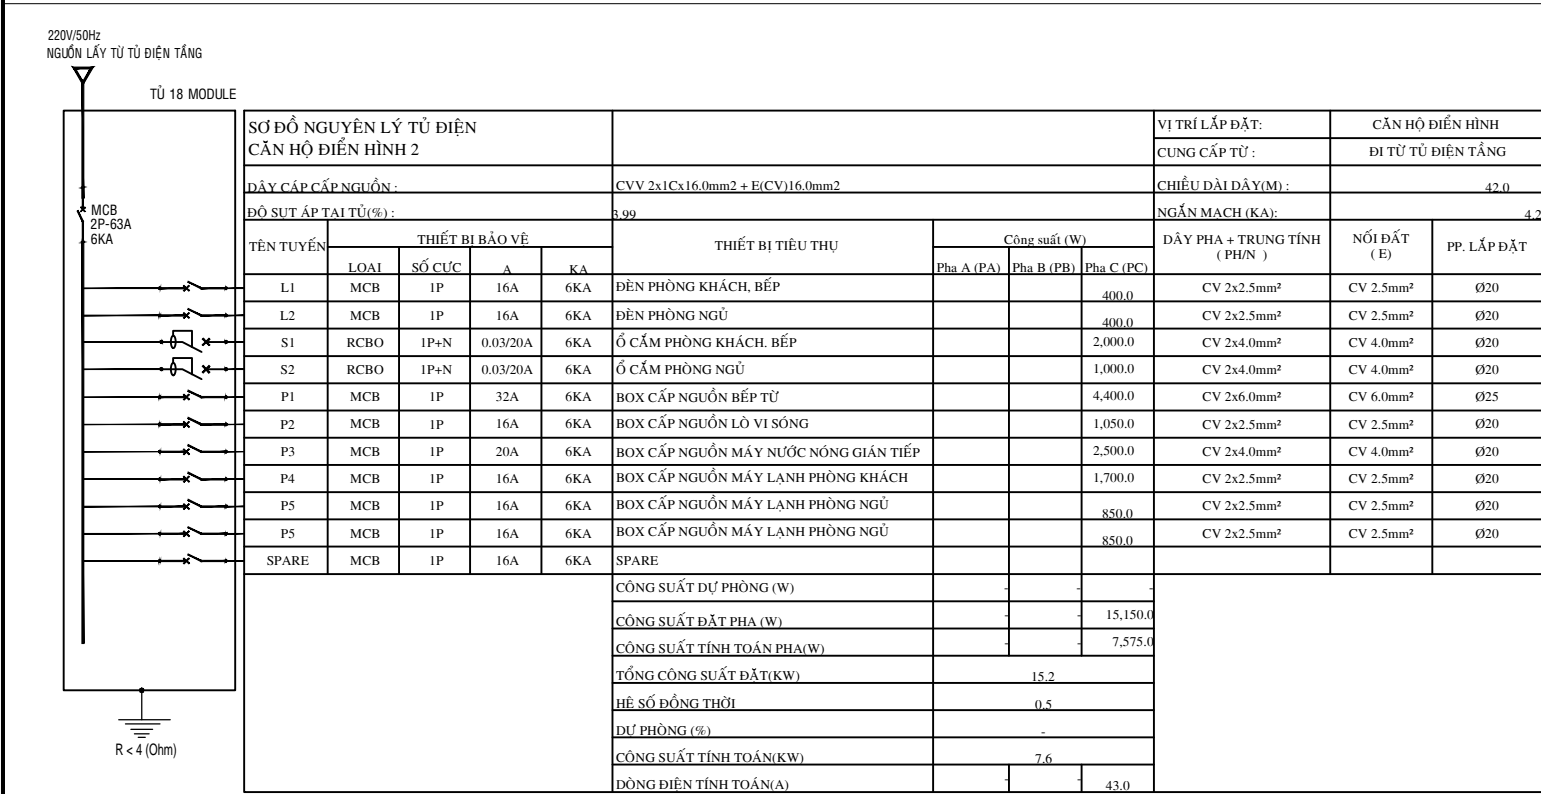 220V/50Hz
NGUỒN LẤY TỪ TỦ ĐIỆN TẦNG
TỦ 18 MODULE
MCB
2P-63A
6KA
R < 4 (Ohm)
SƠ ĐỒ NGUYÊN LÝ TỦ ĐIỆN
CĂN HỘ ĐIỂN HÌNH 2
VỊ TRÍ LẮP ĐẶT: CĂN HỘ ĐIỂN HÌNH
CUNG CẤP TỪ : ĐI TỪ TỦ ĐIỆN TẦNG
DÂY CÁP CẤP NGUỒN : CVV 2x1Cx16.0mm2 + E(CV)16.0mm2 CHIỀU DÀI DÂY(M) : 42.0
ĐỘ SỤT ÁP TẠI TỦ(%) : 3.99 NGẮN MẠCH (KA): 4.2
TÊN TUYẾN THIẾT BỊ BẢO VỆ THIẾT BỊ TIÊU THỤ Công suất (W) DÂY PHA + TRUNG TÍNH NỐI ĐẤT PP. LẮP ĐẶT
( PH/N ) ( E)
LOẠI SỐ CỰC A KA Pha A (PA) Pha B (PB) Pha C (PC)
L1 MCB 1P 16A 6KA ĐÈN PHÒNG KHÁCH, BẾP 400.0 CV 2x2.5mm² CV 2.5mm² Ø20
L2 MCB 1P 16A 6KA ĐÈN PHÒNG NGỦ 400.0 CV 2x2.5mm² CV 2.5mm² Ø20
S1 RCBO 1P+N 0.03/20A 6KA Ổ CẮM PHÒNG KHÁCH. BẾP 2,000.0 CV 2x4.0mm² CV 4.0mm² Ø20
S2 RCBO 1P+N 0.03/20A 6KA Ổ CẮM PHÒNG NGỦ 1,000.0 CV 2x4.0mm² CV 4.0mm² Ø20
P1 MCB 1P 32A 6KA BOX CẤP NGUỒN BẾP TỪ 4,400.0 CV 2x6.0mm² CV 6.0mm² Ø25
P2 MCB 1P 16A 6KA BOX CẤP NGUỒN LÒ VI SÓNG 1,050.0 CV 2x2.5mm² CV 2.5mm² Ø20
P3 MCB 1P 20A 6KA BOX CẤP NGUỒN MÁY NƯỚC NÓNG GIÁN TIẾP 2,500.0 CV 2x4.0mm² CV 4.0mm² Ø20
P4 MCB 1P 16A 6KA BOX CẤP NGUỒN MÁY LẠNH PHÒNG KHÁCH 1,700.0 CV 2x2.5mm² CV 2.5mm² Ø20
P5 MCB 1P 16A 6KA BOX CẤP NGUỒN MÁY LẠNH PHÒNG NGỦ 850.0 CV 2x2.5mm² CV 2.5mm² Ø20
P5 MCB 1P 16A 6KA BOX CẤP NGUỒN MÁY LẠNH PHÒNG NGỦ 850.0 CV 2x2.5mm² CV 2.5mm² Ø20
SPARE MCB 1P 16A 6KA SPARE
CÔNG SUẤT DỰ PHÒNG (W) - - -
CÔNG SUẤT ĐẶT PHA (W) - - 15,150.0
CÔNG SUẤT TÍNH TOÁN PHA(W) - - 7,575.0
TỔNG CÔNG SUẤT ĐẶT(KW) 15.2
HỆ SỐ ĐỒNG THỜI 0.5
DỰ PHÒNG (%) -
CÔNG SUẤT TÍNH TOÁN(KW) 7.6
DÒNG ĐIỆN TÍNH TOÁN(A) - - 43.0